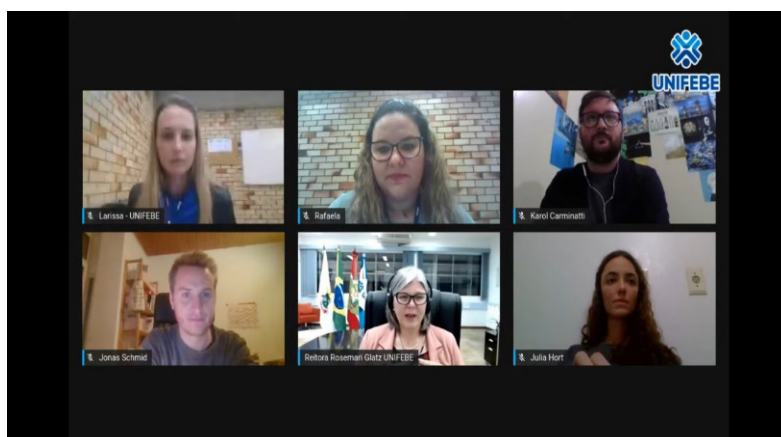 UNIFEBE
Larissa - UNIFEBE
Rafaela
Karol Carminatti
Jonas Schmid
Reitora Rosemari Glatz UNIFEBE
Julia Hort